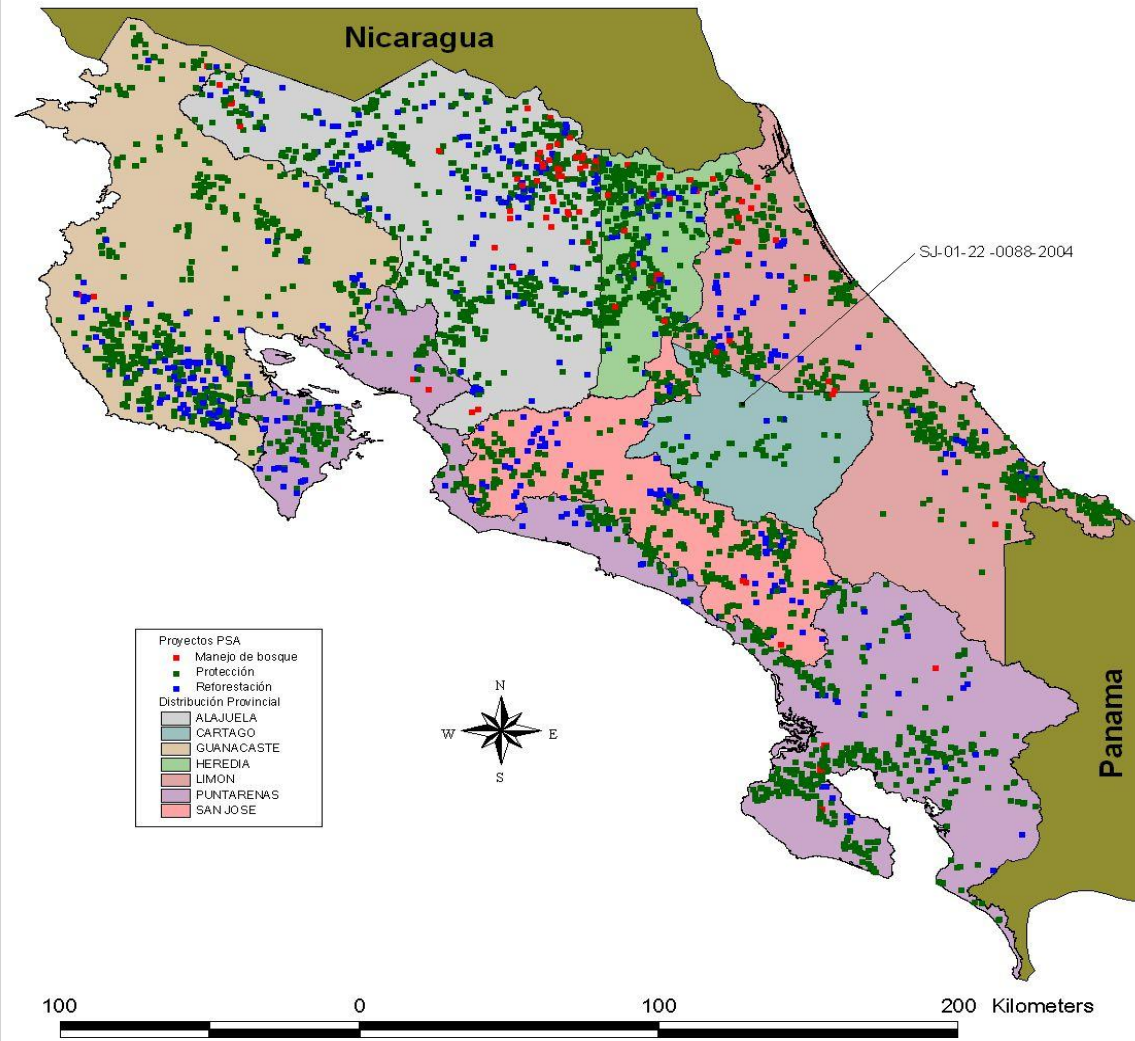 Nicaragua
SJ-01-22 -0088-2004
Proyectos PSA
Manejo de bosque
Protección
Reforestación
Distribución Provincial
ALAJUELA
CARTAGO
GUANACASTE
HEREDIA
LIMON
PUNTARENAS
SAN JOSE
N
W E
S
Panama
100 0 100 200 Kilometers